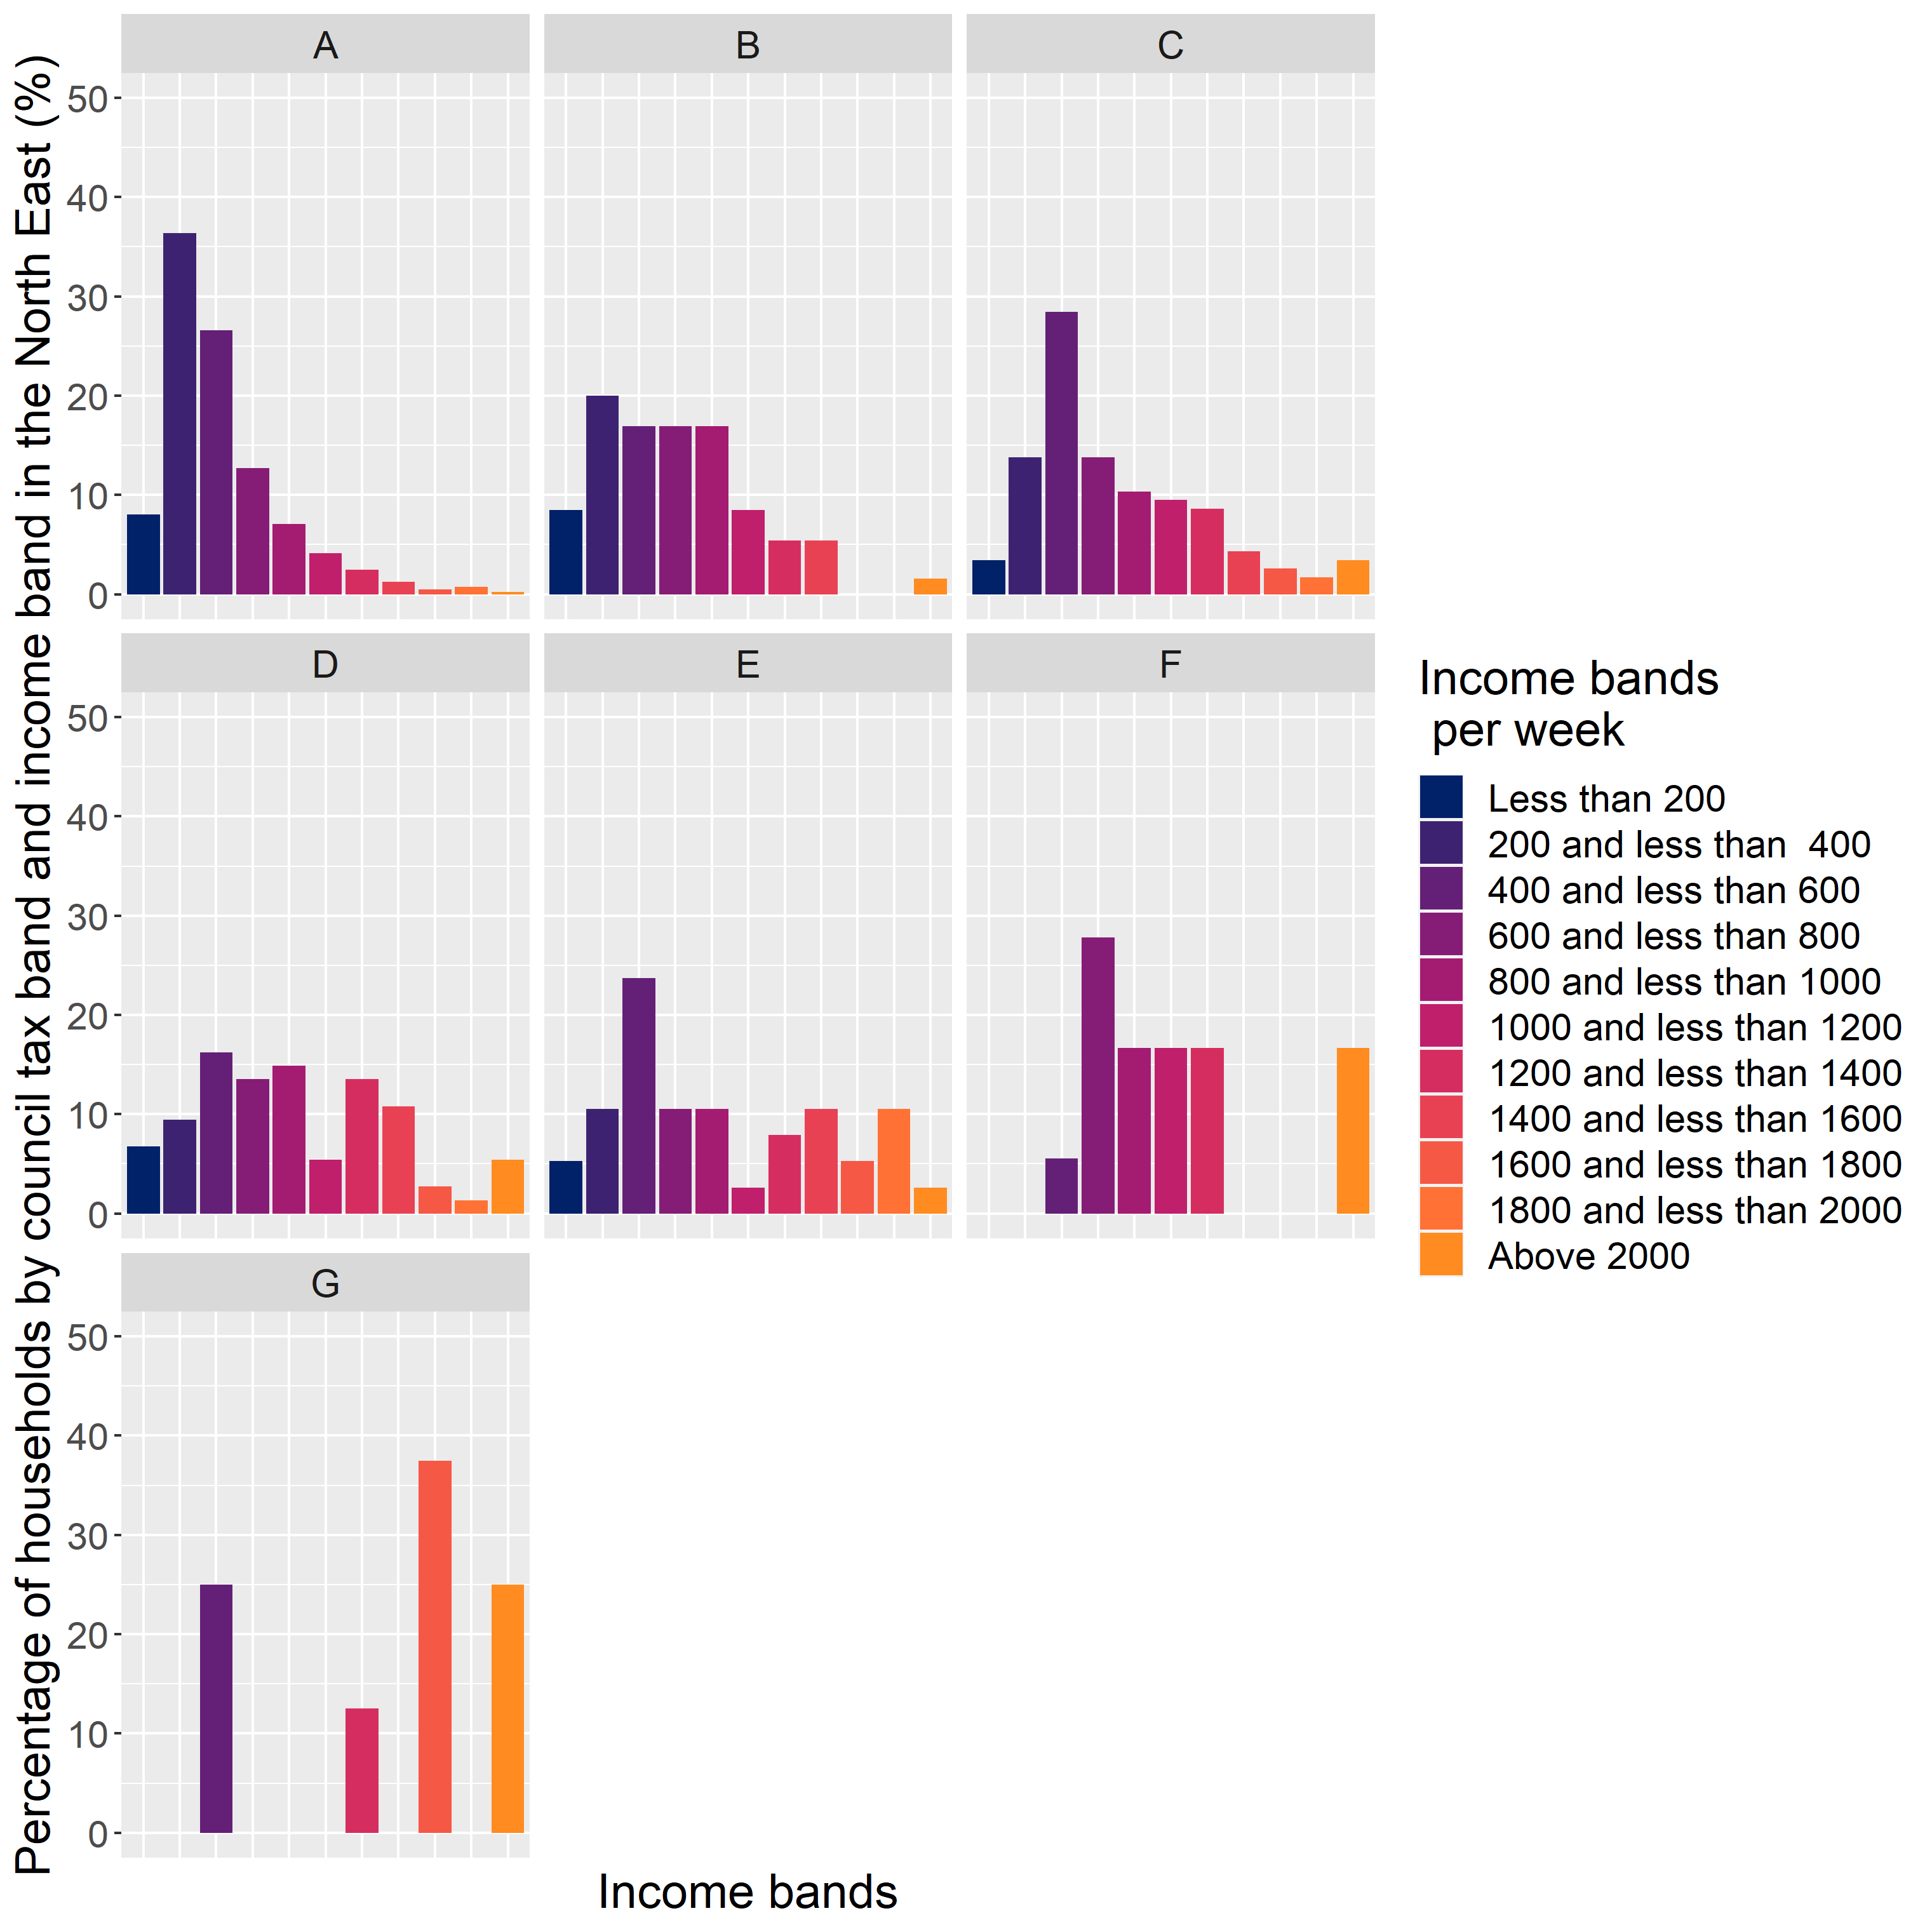 Percentage of households by council tax band and income band in the North East (%)
A
B
C
50
40
30
20
10
0
D
E
F
50
40
30
20
10
0
G
50
40
30
20
10
0
Income bands
Income bands
per week
Less than 200
200 and less than  400
400 and less than 600
600 and less than 800
800 and less than 1000
1000 and less than 1200
1200 and less than 1400
1400 and less than 1600
1600 and less than 1800
1800 and less than 2000
Above 2000